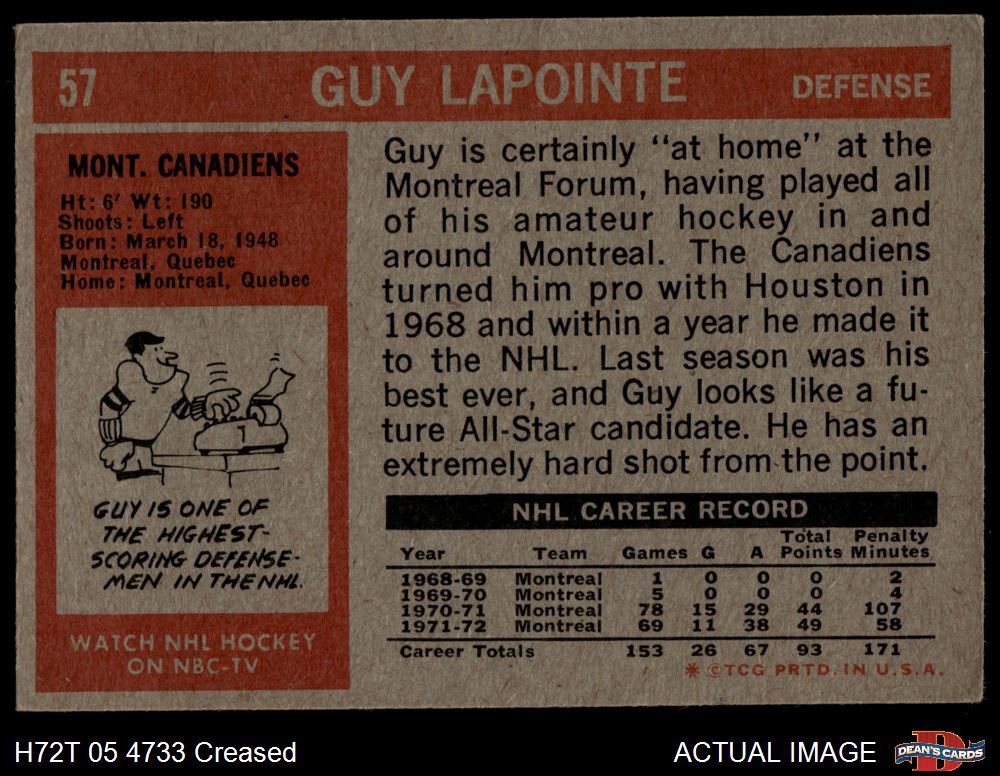 57 GUY LAPOINTE DEFENSE
MONT. CANADIENS
Ht: 6′ Wt: 190
Shoots: Left
Born: March 18, 1948
Montreal, Quebec
Home: Montreal, Quebec
1
GUY IS ONE OF
THE HIGHEST-
SCORING DEFENSE-
MEN IN THE NHL.
WATCH NHL HOCKEY
ON NBC-TV
Guy is certainly “at home” at the
Montreal Forum, having played all
of his amateur hockey in and
around Montreal. The Canadiens
turned him pro with Houston in
1968 and within a year he made it
to the NHL. Last season was his
best ever, and Guy looks like a fu-
ture All-Star candidate. He has an
extremely hard shot from the point.
NHL CAREER RECORD
Total Penalty
Year Team Games G A Points Minutes
1968-69 Montreal 1 0 0 0 2
1969-70 Montreal 5 0 0 0 4
1970-71 Montreal 78 15 29 44 107
1971-72 Montreal 69 11 38 49 58
Career Totals 153 26 67 93 171
* ©TCG PRTD. IN U.S.A.
H72T 05 4733 Creased ACTUAL IMAGE DEAN'S CARDS